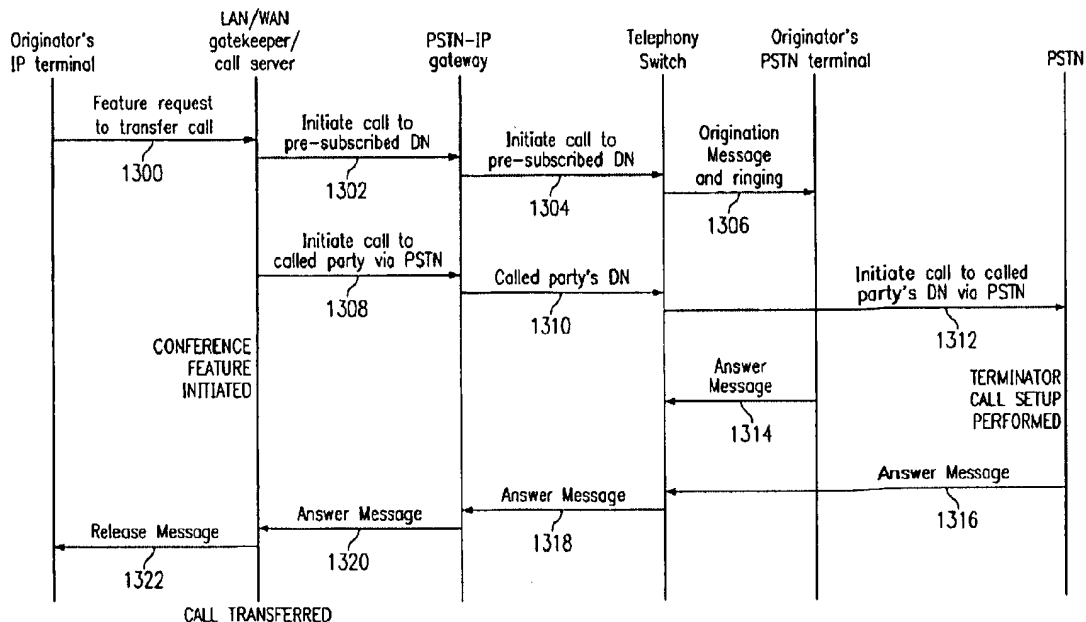 Originator's
IP terminal
LAN/WAN
gatekeeper/
call server
PSTN-IP
gateway
Telephony
Switch
Originator's
PSTN terminal
PSTN
Feature request
to transfer call
1300
Initiate call to
pre-subscribed DN
1302
Initiate call to
pre-subscribed DN
1304
Origination
Message
and ringing
1306
Initiate call to
called party via PSTN
1308
Called party's DN
1310
Initiate call to called
party's DN via PSTN
1312
CONFERENCE
FEATURE
INITIATED
Answer
Message
1314
TERMINATOR
CALL SETUP
PERFORMED
Answer Message
1316
Answer Message
1318
Answer Message
1320
Release Message
1322
CALL TRANSFERRED